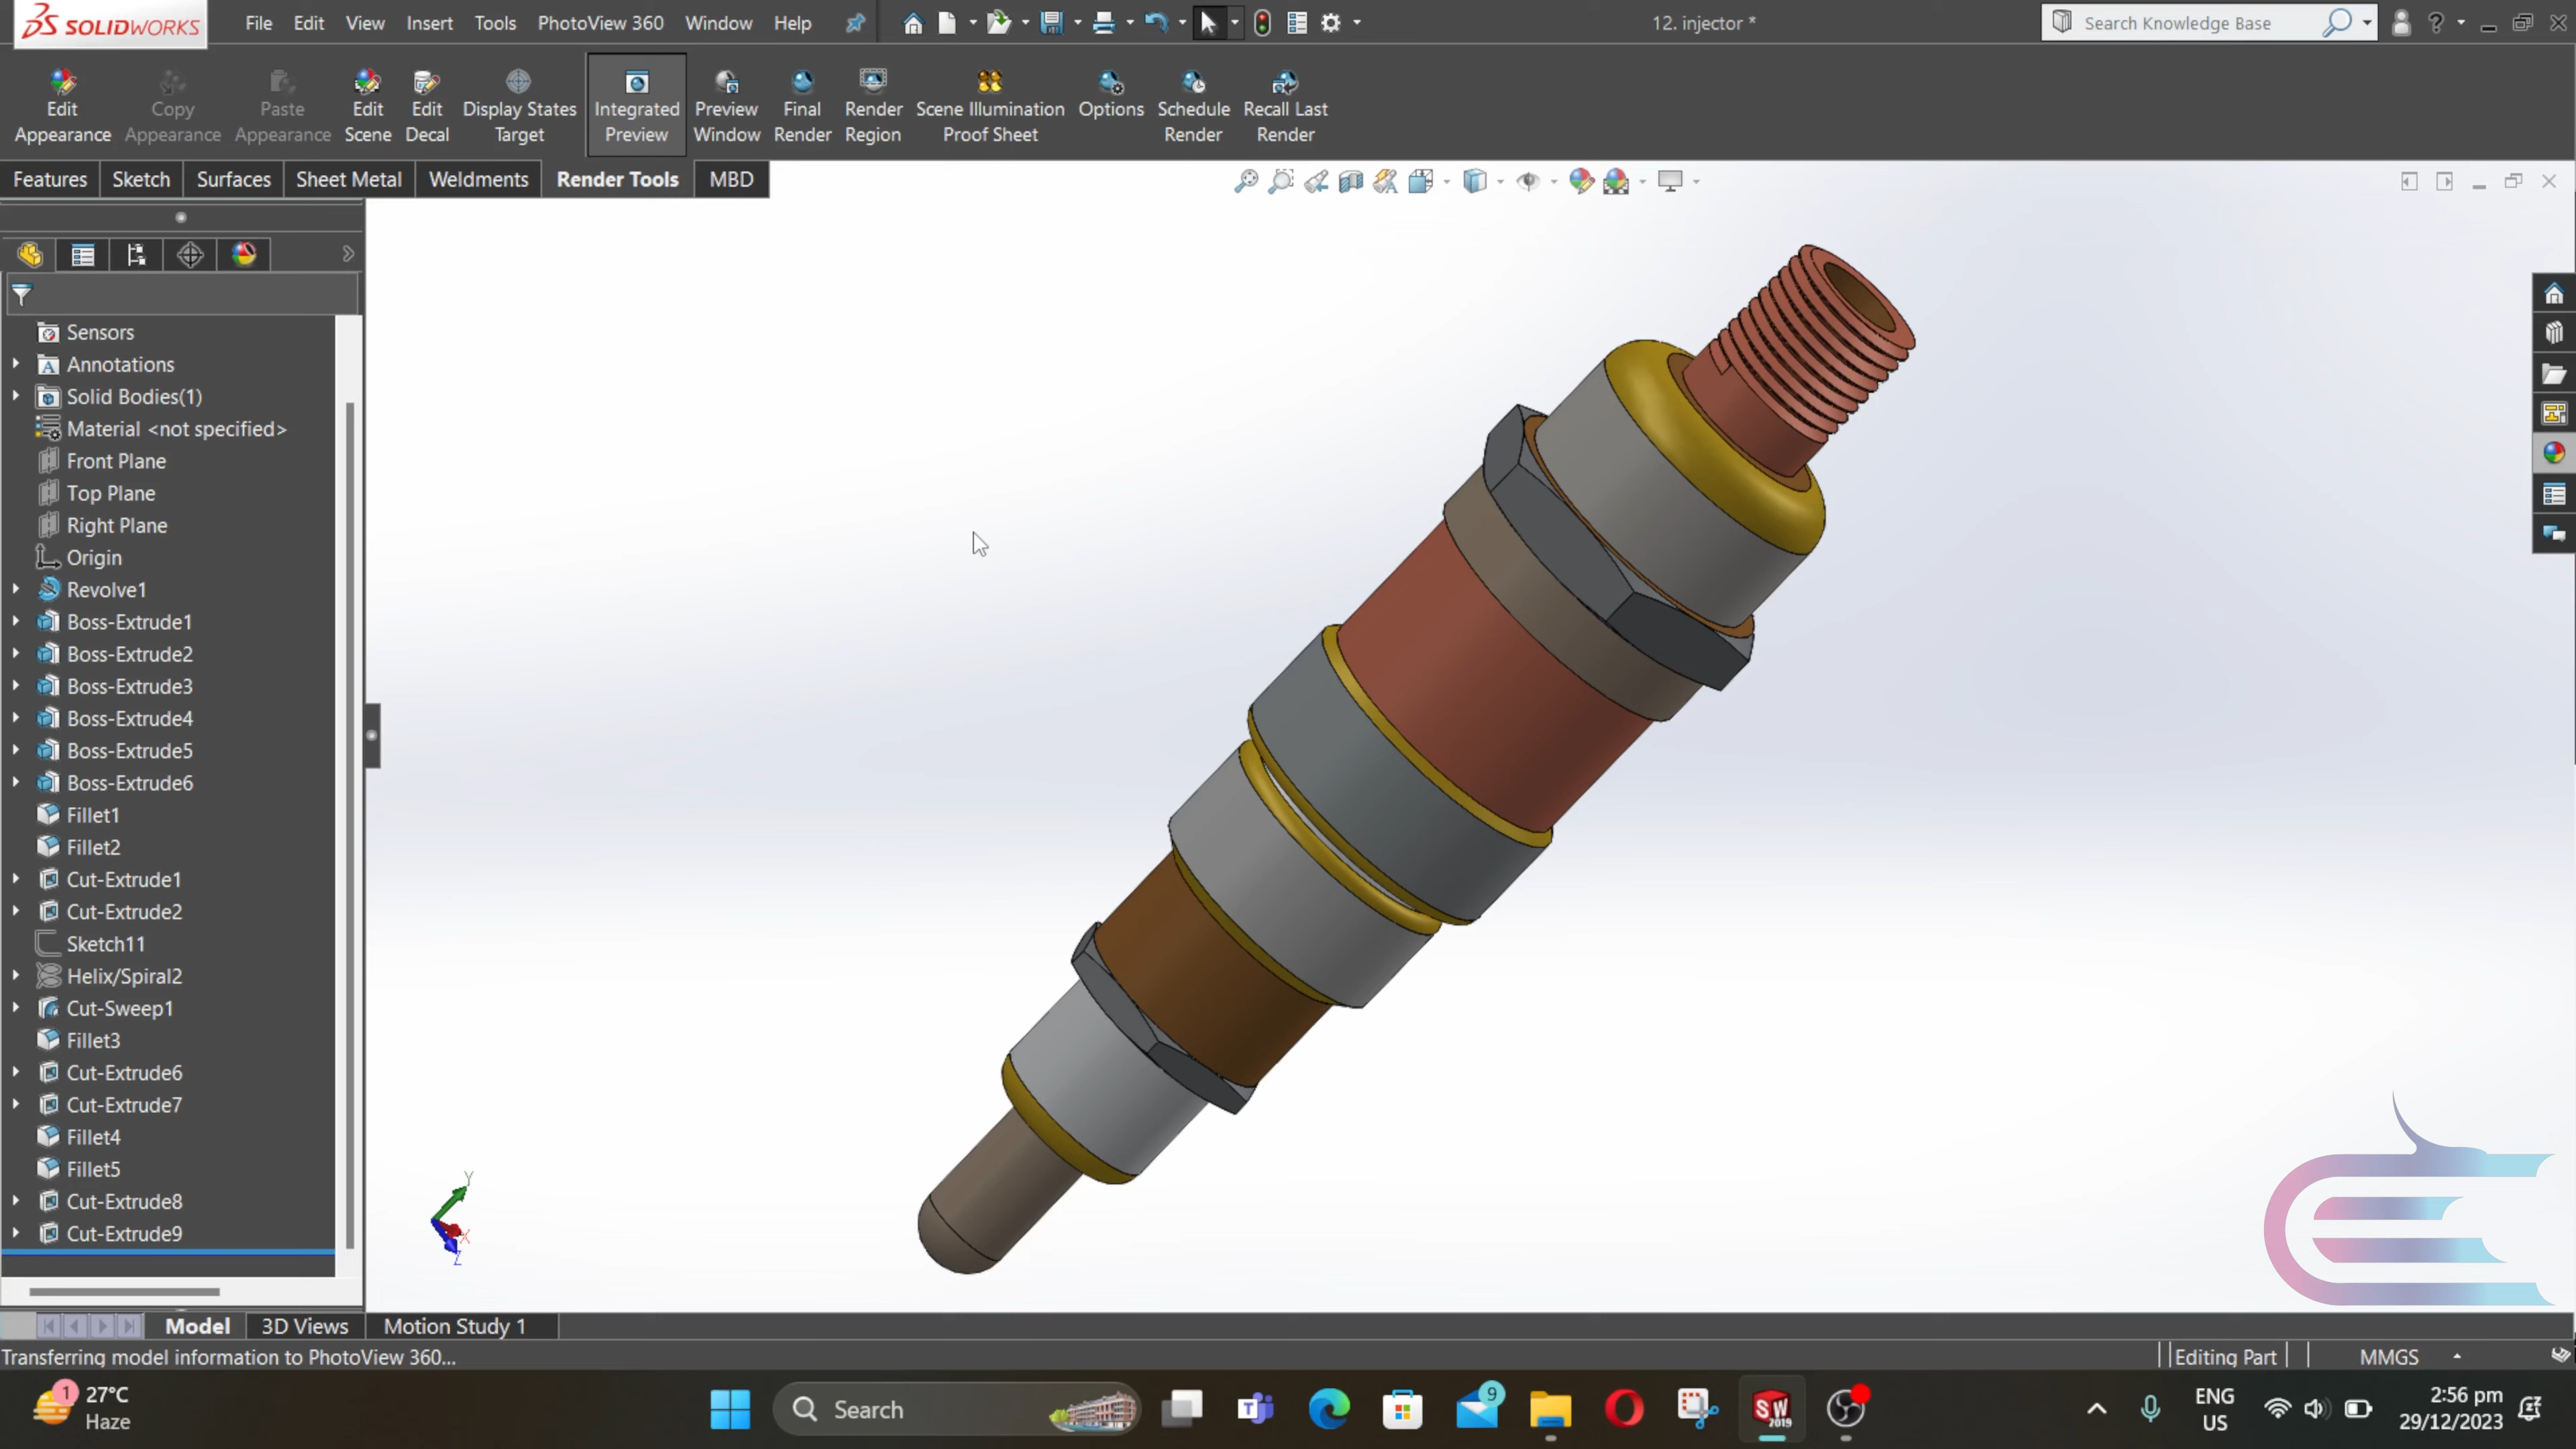 SOLIDWORKS File Edit View Insert Tools PhotoView 360 Window Help 12. injector * Search Knowledge Base ?
Edit Appearance
Copy Appearance
Paste Appearance
Edit Scene
Edit Decal
Display States Target
Integrated Preview
Preview Window
Final Render
Render Region
Scene Illumination Proof Sheet
Options
Schedule Render
Recall Last Render
Features Sketch Surfaces Sheet Metal Weldments Render Tools MBD
Sensors
Annotations
Solid Bodies(1)
Material <not specified>
Front Plane
Top Plane
Right Plane
Origin
Revolve1
Boss-Extrude1
Boss-Extrude2
Boss-Extrude3
Boss-Extrude4
Boss-Extrude5
Boss-Extrude6
Fillet1
Fillet2
Cut-Extrude1
Cut-Extrude2
Sketch11
Helix/Spiral2
Cut-Sweep1
Fillet3
Cut-Extrude6
Cut-Extrude7
Fillet4
Fillet5
Cut-Extrude8
Cut-Extrude9
Y
X
Z
Model 3D Views Motion Study 1
Transferring model information to PhotoView 360... Editing Part MMGS
1 27°C
Haze
Search
9
SW
2019
ENG
US
2:56 pm
29/12/2023